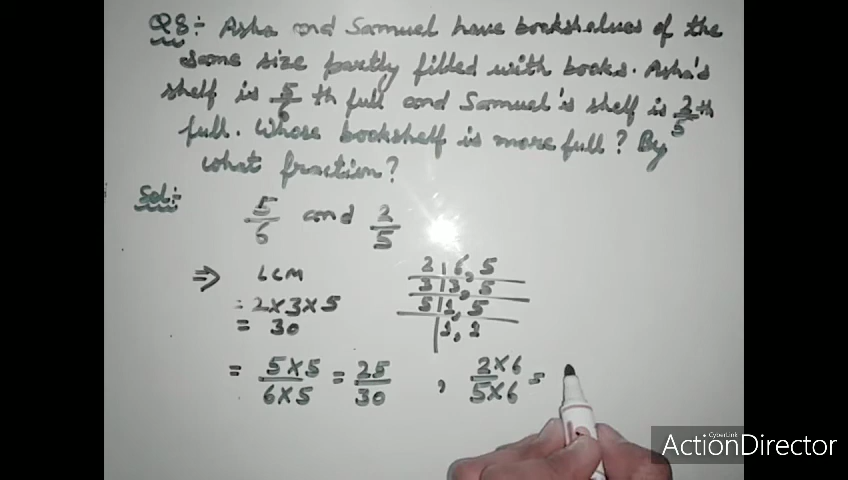 Q8:- Asha and Samuel have bookshelves of the
same size partly filled with books. Asha's
shelf is 5/6 th full and Samuel's shelf is 2/5 th
full. Whose bookshelf is more full? By
what fraction?
Sol:-
5/6 and 2/5
⇒ LCM
= 2×3×5
= 30
2 | 6, 5
3 | 3, 5
5 | 1, 5
| 1, 1
= 5×5/6×5 = 25/30 , 2×6/5×6 =
CyberLink
ActionDirector